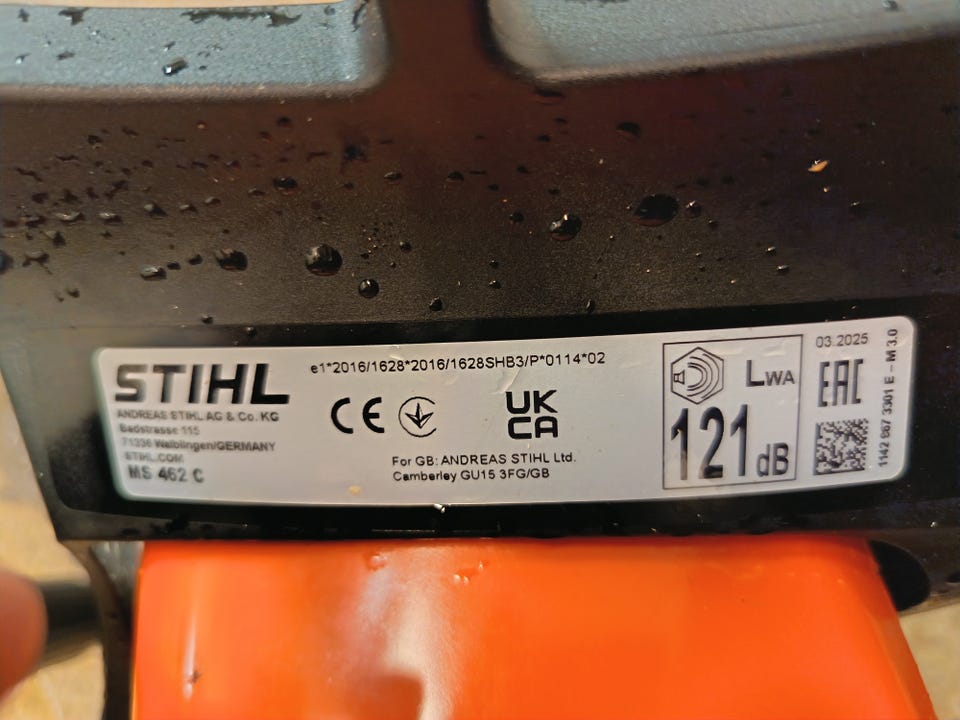 STIHL
ANDREAS STIHL AG & Co. KG
Badstrasse 115
71336 Waiblingen/GERMANY
STIHL.COM
MS 462 C
e1*2016/1628*2016/1628SHB3/P*0114*02
CE
UK
CA
For GB: ANDREAS STIHL Ltd.
Camberley GU15 3FG/GB
LWA
121 dB
03.2025
EAC
1142 967 3301 E - M 3.0